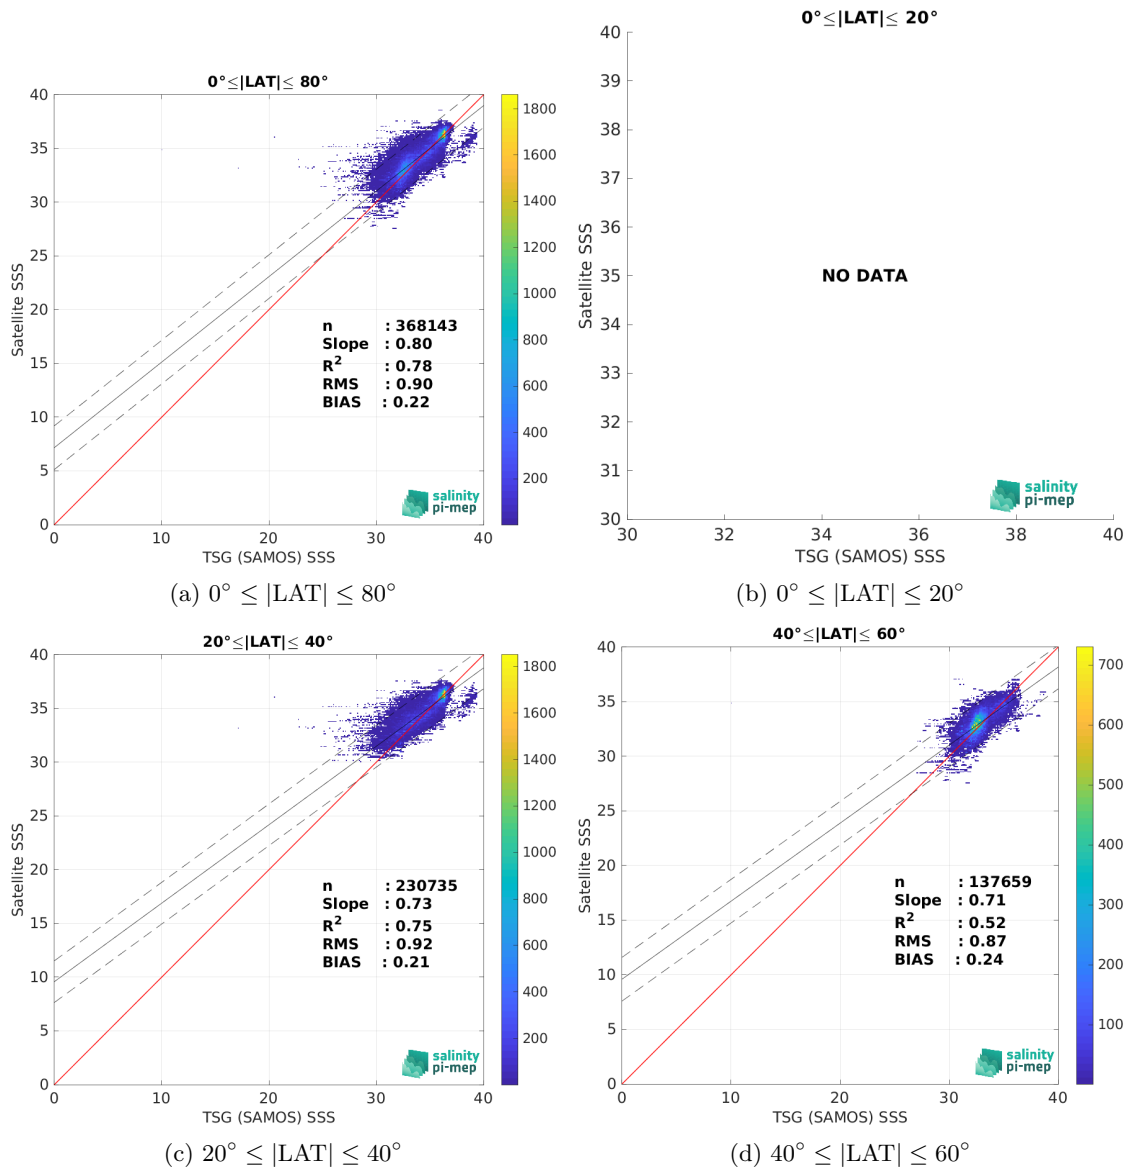 0°≤|LAT|≤ 80°
40
35
30
25
20
15
10
5
0
Satellite SSS
n : 368143
Slope : 0.80
R2 : 0.78
RMS : 0.90
BIAS : 0.22
salinity
pi-mep
0 10 20 30 40
TSG (SAMOS) SSS
1800
1600
1400
1200
1000
800
600
400
200
(a) 0° ≤ |LAT| ≤ 80°
0°≤|LAT|≤ 20°
40
39
38
37
36
35
34
33
32
31
30
Satellite SSS
NO DATA
salinity
pi-mep
30 32 34 36 38 40
TSG (SAMOS) SSS
(b) 0° ≤ |LAT| ≤ 20°
20°≤|LAT|≤ 40°
40
35
30
25
20
15
10
5
0
Satellite SSS
n : 230735
Slope : 0.73
R2 : 0.75
RMS : 0.92
BIAS : 0.21
salinity
pi-mep
0 10 20 30 40
TSG (SAMOS) SSS
1800
1600
1400
1200
1000
800
600
400
200
(c) 20° ≤ |LAT| ≤ 40°
40°≤|LAT|≤ 60°
40
35
30
25
20
15
10
5
0
Satellite SSS
n : 137659
Slope : 0.71
R2 : 0.52
RMS : 0.87
BIAS : 0.24
salinity
pi-mep
0 10 20 30 40
TSG (SAMOS) SSS
700
600
500
400
300
200
100
(d) 40° ≤ |LAT| ≤ 60°